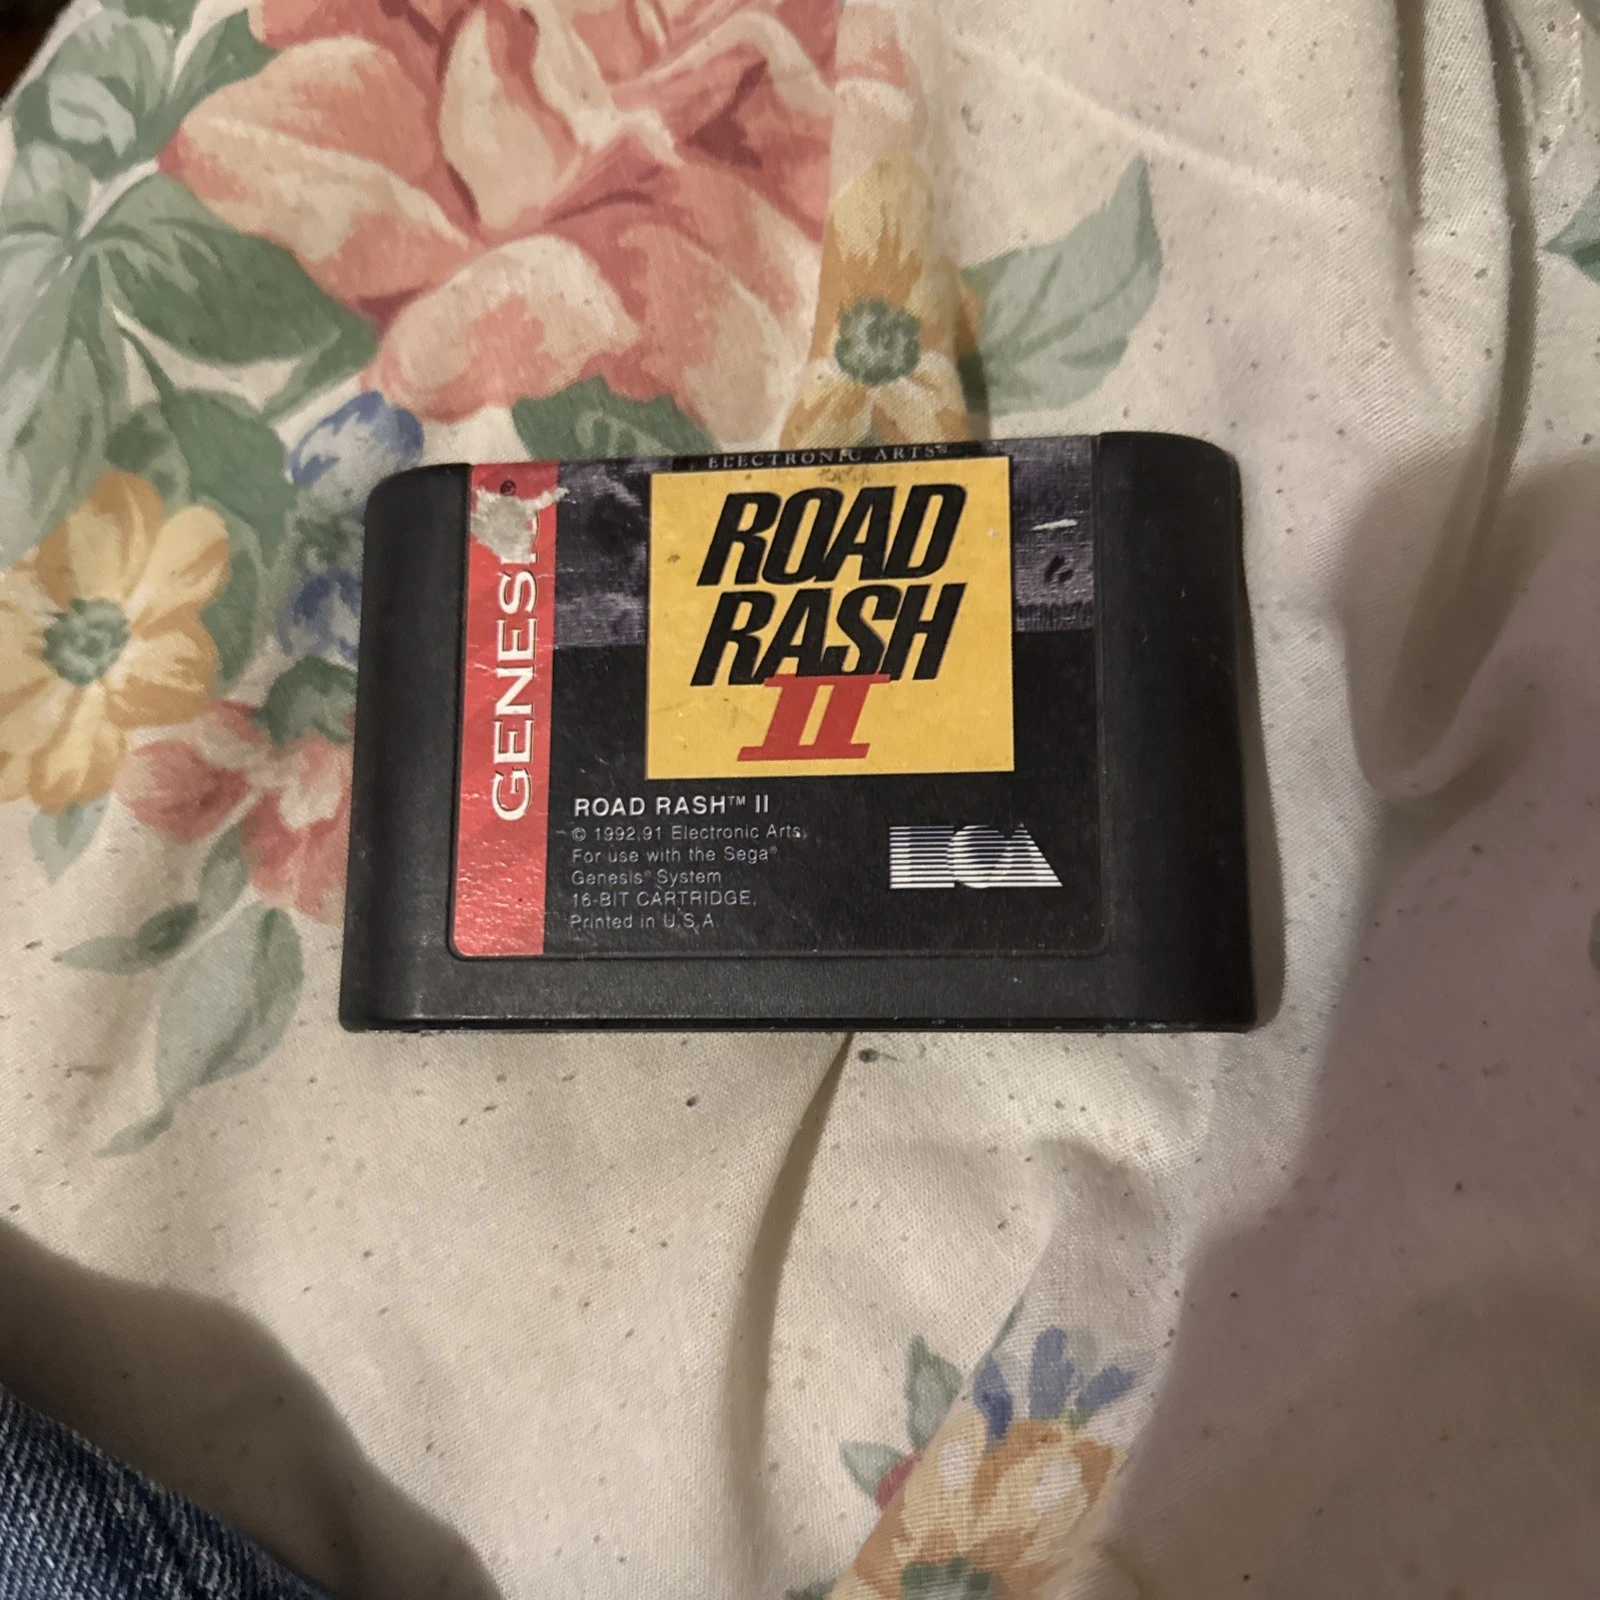 ELECTRONIC ARTS®
ROAD
RASH
II
GENESIS®
ROAD RASH™ II
© 1992,91 Electronic Arts.
For use with the Sega®
Genesis® System
16-BIT CARTRIDGE.
Printed in U.S.A.
EA